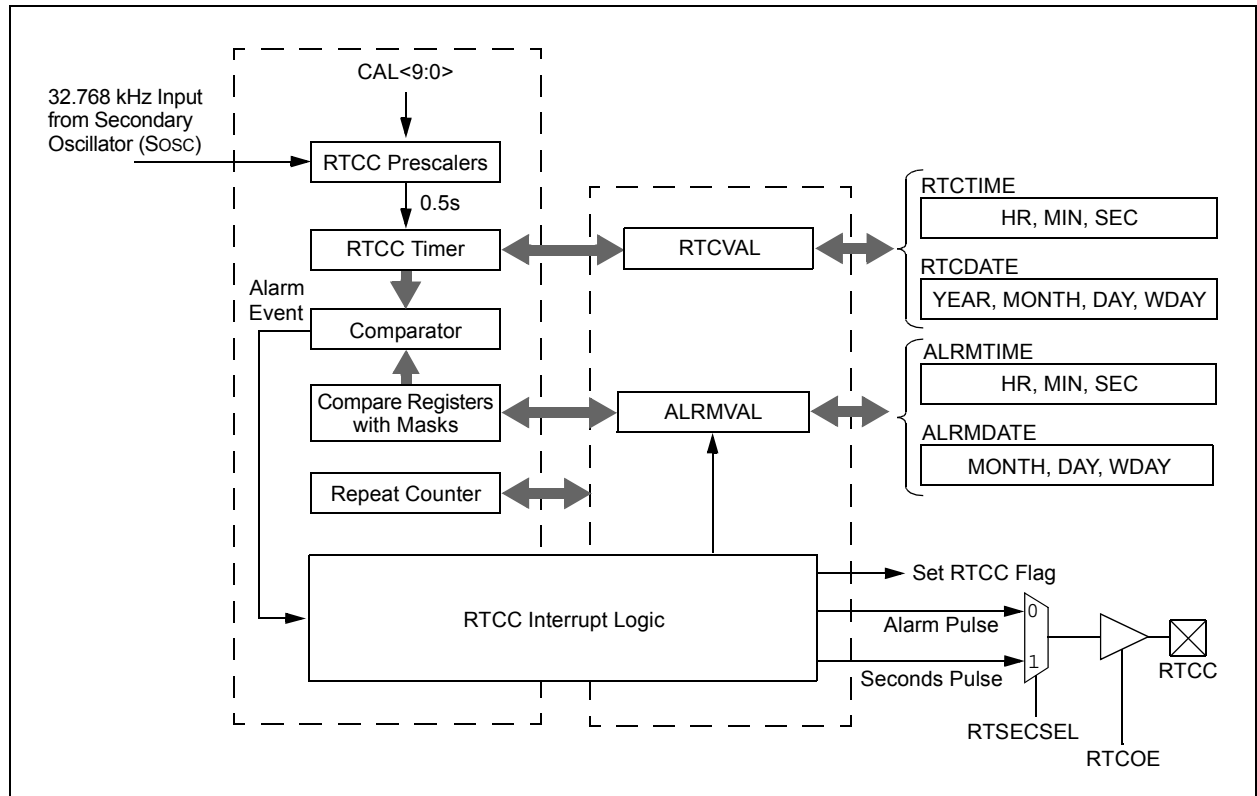 CAL<9:0>
32.768 kHz Input
from Secondary
Oscillator (SOSC)
RTCC Prescalers
0.5s
RTCC Timer
RTCVAL
RTCTIME
HR, MIN, SEC
RTCDATE
YEAR, MONTH, DAY, WDAY
Alarm
Event
Comparator
Compare Registers
with Masks
ALRMVAL
ALRMTIME
HR, MIN, SEC
ALRMDATE
MONTH, DAY, WDAY
Repeat Counter
RTCC Interrupt Logic
Set RTCC Flag
0
Alarm Pulse
1
Seconds Pulse
RTCC
RTSECSEL
RTCOE